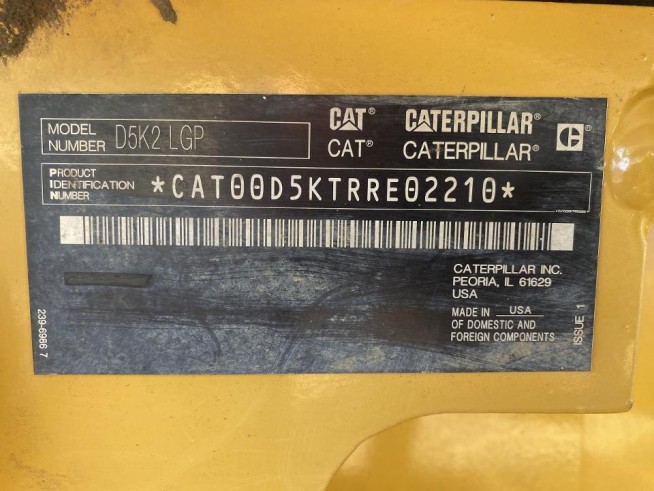 MODEL NUMBER D5K2 LGP
CAT® CATERPILLAR® C
CAT® CATERPILLAR®
PRODUCT IDENTIFICATION NUMBER *CAT00D5KTRRE02210*
CATERPILLAR INC.
PEORIA, IL 61629
USA
MADE IN USA
OF DOMESTIC AND
FOREIGN COMPONENTS
ISSUE 1
239-6966 7